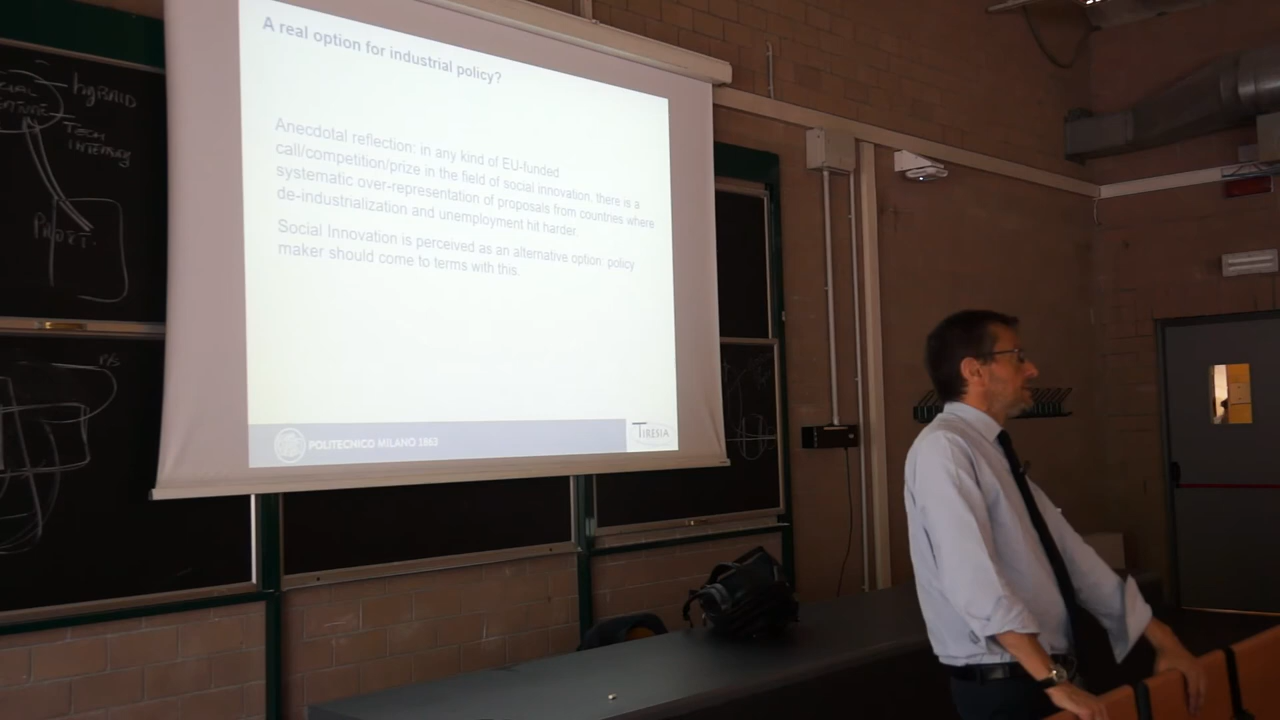 A real option for industrial policy?
Anecdotal reflection: in any kind of EU-funded
call/competition/prize in the field of social innovation, there is a
systematic over-representation of proposals from countries where
de-industrialization and unemployment hit harder.
Social Innovation is perceived as an alternative option: policy
maker should come to terms with this.
POLITECNICO MILANO 1863
TIRESIA
TECH